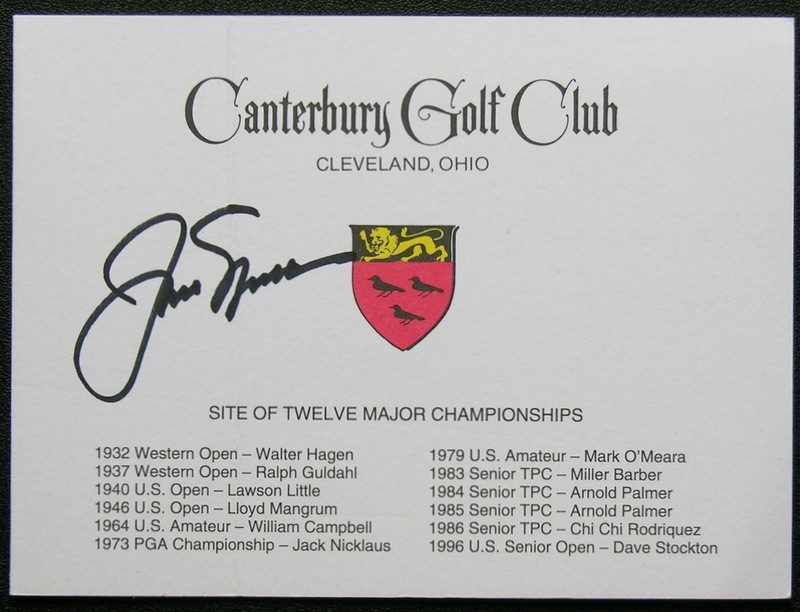 Canterbury Golf Club
CLEVELAND, OHIO
SITE OF TWELVE MAJOR CHAMPIONSHIPS
1932 Western Open – Walter Hagen
1937 Western Open – Ralph Guldahl
1940 U.S. Open – Lawson Little
1946 U.S. Open – Lloyd Mangrum
1964 U.S. Amateur – William Campbell
1973 PGA Championship – Jack Nicklaus
1979 U.S. Amateur – Mark O'Meara
1983 Senior TPC – Miller Barber
1984 Senior TPC – Arnold Palmer
1985 Senior TPC – Arnold Palmer
1986 Senior TPC – Chi Chi Rodriquez
1996 U.S. Senior Open – Dave Stockton